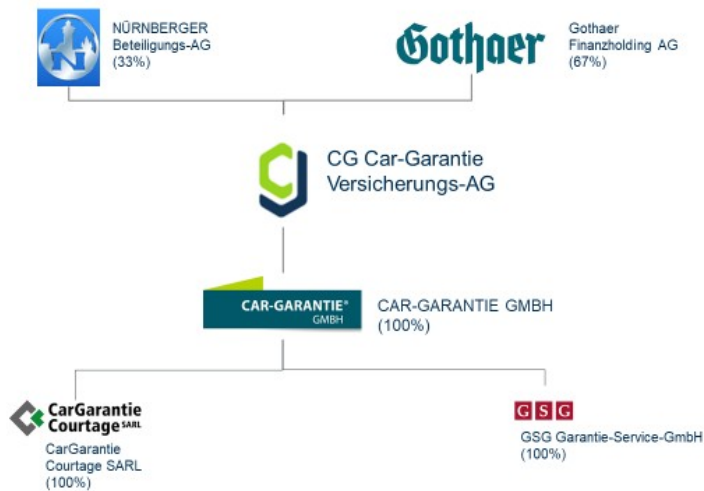 N
NÜRNBERGER
Beteiligungs-AG
(33%)
Gothaer
Gothaer
Finanzholding AG
(67%)
CG Car-Garantie
Versicherungs-AG
CAR-GARANTIE®
GMBH
CAR-GARANTIE GMBH
(100%)
CarGarantie
Courtage SARL
CarGarantie
Courtage SARL
(100%)
GSG
GSG Garantie-Service-GmbH
(100%)